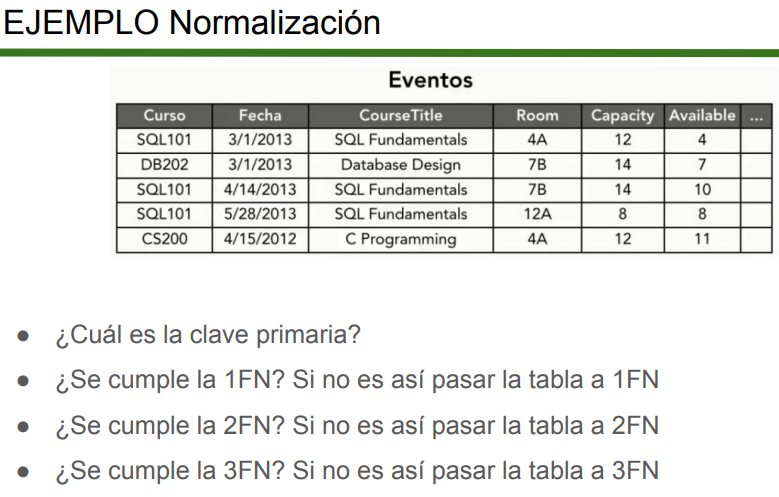 EJEMPLO Normalización
Eventos
Curso Fecha CourseTitle Room Capacity Available ...
SQL101 3/1/2013 SQL Fundamentals 4A 12 4
DB202 3/1/2013 Database Design 7B 14 7
SQL101 4/14/2013 SQL Fundamentals 7B 14 10
SQL101 5/28/2013 SQL Fundamentals 12A 8 8
CS200 4/15/2012 C Programming 4A 12 11
● ¿Cuál es la clave primaria?
● ¿Se cumple la 1FN? Si no es así pasar la tabla a 1FN
● ¿Se cumple la 2FN? Si no es así pasar la tabla a 2FN
● ¿Se cumple la 3FN? Si no es así pasar la tabla a 3FN